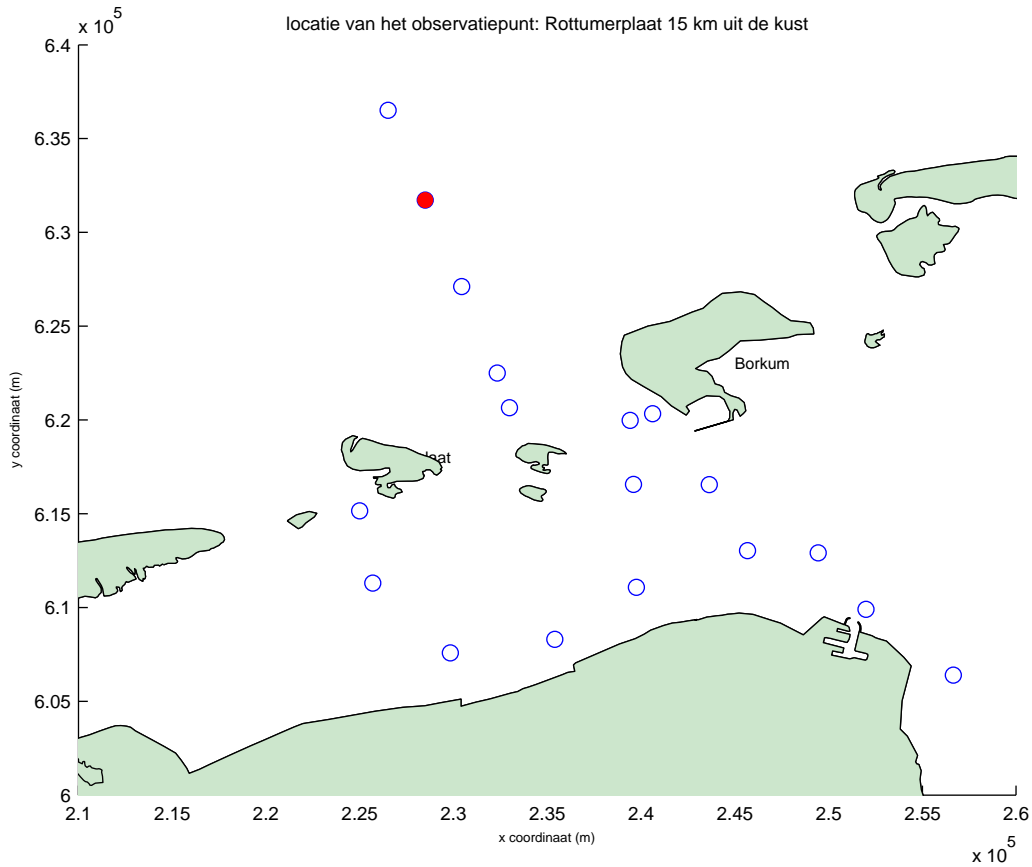 x 10^5
locatie van het observatiepunt: Rottumerplaat 15 km uit de kust
6.4
6.35
6.3
6.25
6.2
6.15
6.1
6.05
6
y coordinaat (m)
Borkum
laat
2.1 2.15 2.2 2.25 2.3 2.35 2.4 2.45 2.5 2.55 2.6
x coordinaat (m)
x 10^5